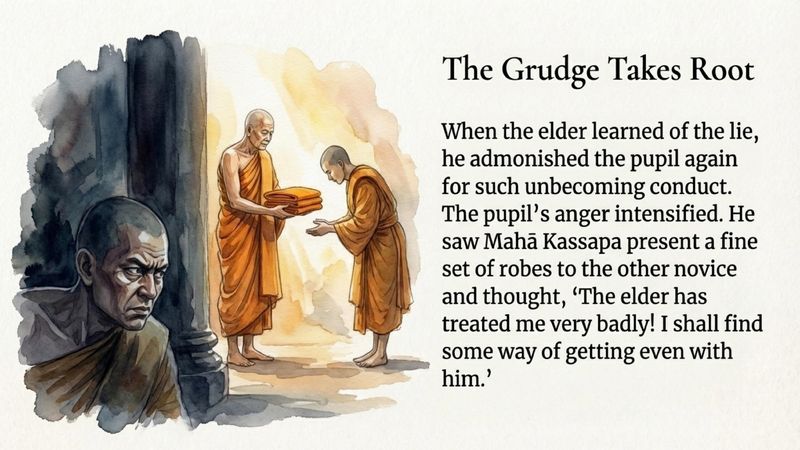 The Grudge Takes Root
When the elder learned of the lie,
he admonished the pupil again
for such unbecoming conduct.
The pupil’s anger intensified. He
saw Mahā Kassapa present a fine
set of robes to the other novice
and thought, ‘The elder has
treated me very badly! I shall find
some way of getting even with
him.’